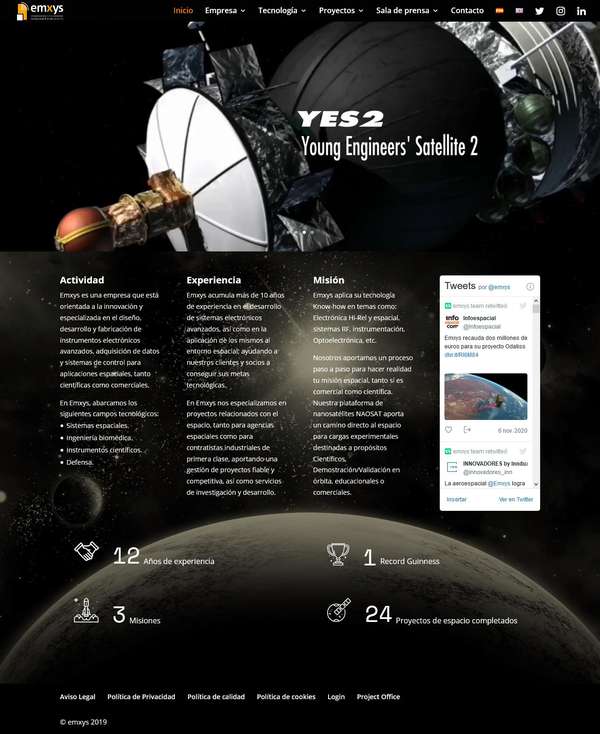 emxys
Inicio
Empresa
Tecnología
Proyectos
Sala de prensa
Contacto
YES2
Young Engineers' Satellite 2
Actividad
Emxys es una empresa que está
orientada a la innovación y
especializada en el diseño,
desarrollo y fabricación de
instrumentos electrónicos
avanzados, adquisición de datos
y sistemas de control para
aplicaciones espaciales, tanto
científicas como comerciales.
En Emxys, abarcamos los
siguientes campos tecnológicos:
Sistemas espaciales.
Ingeniería biomédica.
Instrumentos científicos.
Defensa.
Experiencia
Emxys acumula más de 10 años
de experiencia en el desarrollo
de sistemas electrónicos
avanzados, así como en la
aplicación de los mismos al
entorno espacial; ayudando a
nuestros clientes y socios a
conseguir sus metas
tecnológicas.
En Emxys nos especializamos en
proyectos relacionados con el
espacio, tanto para agencias
espaciales como para
contratistas industriales de
primera clase, aportando una
gestión de proyectos fiable y
competitiva, así como servicios
de investigación y desarrollo.
Misión
Emxys aplica su tecnología
Know-how en temas como:
Electrónica Hi-Rel y espacial,
sistemas RF, instrumentación,
Optoelectrónica, etc.
Nosotros aportamos un proceso
paso a paso para hacer realidad
tu misión espacial, tanto si es
comercial como científica.
Nuestra plataforma de
nanosatélites NAOSAT aporta
un camino directo al espacio
para cargas experimentales
destinadas a propósitos
Científicos,
Demostración/Validación en
órbita, educacionales o
comerciales.
Tweets por @emxys
emxys team retwitted
Infoespacial
@Infoespacial
Emxys recauda dos millones de
euros para su proyecto Odaliss
6 nov. 2020
emxys team retwitted
INNOVADORES by Inndux
@innovadores_inn
La aeroespacial @Emxys logra
Insertar
Ver en Twitter
12 Años de experiencia
1 Record Guinness
3 Misiones
24 Proyectos de espacio completados
Aviso Legal
Política de Privacidad
Política de calidad
Política de cookies
Login
Project Office
© emxys 2019